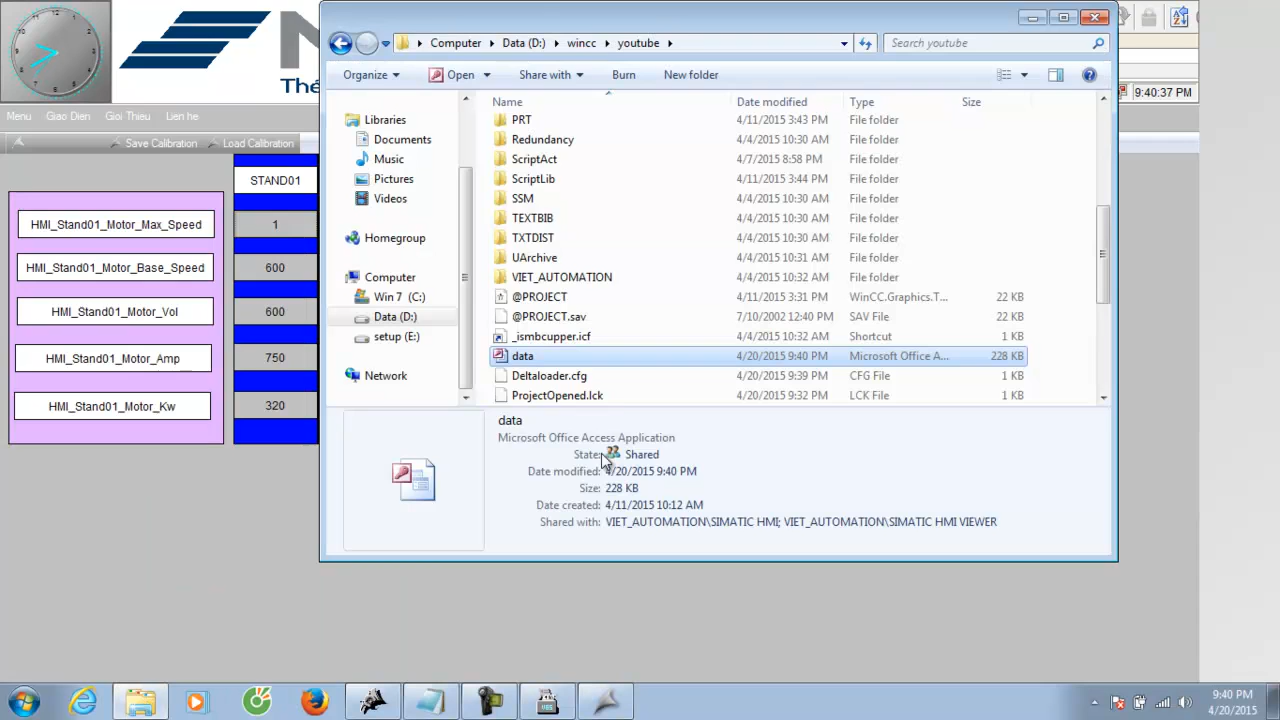 Thé
Menu Giao Dien Gioi Thieu Lien he
Save Calibration Load Calibration
STAND01
HMI_Stand01_Motor_Max_Speed 1
HMI_Stand01_Motor_Base_Speed 600
HMI_Stand01_Motor_Vol 600
HMI_Stand01_Motor_Amp 750
HMI_Stand01_Motor_Kw 320
Computer Data (D:) wincc youtube
Search youtube
Organize Open Share with Burn New folder
9:40:37 PM
Libraries
Documents
Music
Pictures
Videos
Homegroup
Computer
Win 7 (C:)
Data (D:)
setup (E:)
Network
Name Date modified Type Size
PRT 4/11/2015 3:43 PM File folder
Redundancy 4/4/2015 10:30 AM File folder
ScriptAct 4/7/2015 8:58 PM File folder
ScriptLib 4/11/2015 3:44 PM File folder
SSM 4/4/2015 10:30 AM File folder
TEXTBIB 4/4/2015 10:30 AM File folder
TXTDIST 4/4/2015 10:30 AM File folder
UArchive 4/4/2015 10:31 AM File folder
VIET_AUTOMATION 4/4/2015 10:32 AM File folder
@PROJECT 4/11/2015 3:31 PM WinCC.Graphics.T... 22 KB
@PROJECT.sav 7/10/2002 12:40 PM SAV File 22 KB
_ismbcupper.icf 4/4/2015 10:32 AM Shortcut 1 KB
data 4/20/2015 9:40 PM Microsoft Office A... 228 KB
Deltaloader.cfg 4/20/2015 9:39 PM CFG File 1 KB
ProjectOpened.lck 4/20/2015 9:32 PM LCK File 1 KB
data
Microsoft Office Access Application
State: Shared
Date modified: 4/20/2015 9:40 PM
Size: 228 KB
Date created: 4/11/2015 10:12 AM
Shared with: VIET_AUTOMATION\SIMATIC HMI; VIET_AUTOMATION\SIMATIC HMI VIEWER
9:40 PM
4/20/2015